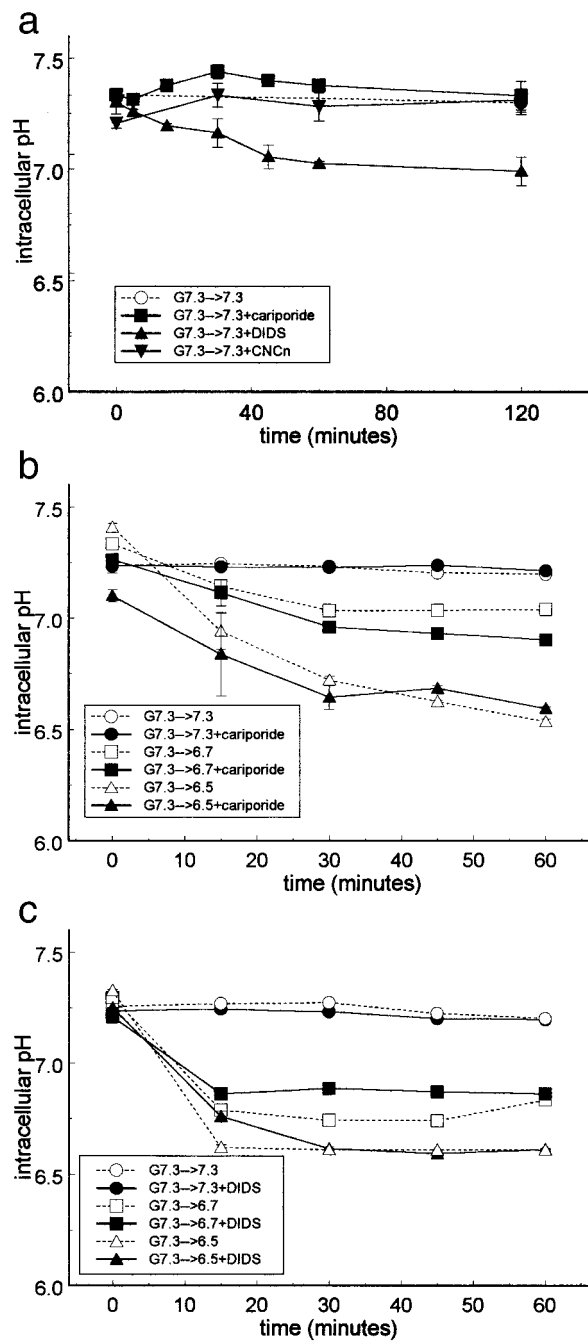 a
7.5
7.0
6.5
6.0
intracellular pH
G7.3-->7.3
G7.3-->7.3+cariporide
G7.3-->7.3+DIDS
G7.3-->7.3+CNCn
0
40
80
120
time (minutes)
b
7.5
7.0
6.5
6.0
intracellular pH
G7.3-->7.3
G7.3-->7.3+cariporide
G7.3-->6.7
G7.3-->6.7+cariporide
G7.3-->6.5
G7.3-->6.5+cariporide
0
10
20
30
40
50
60
time (minutes)
c
7.5
7.0
6.5
6.0
intracellular pH
G7.3-->7.3
G7.3-->7.3+DIDS
G7.3-->6.7
G7.3-->6.7+DIDS
G7.3-->6.5
G7.3-->6.5+DIDS
0
10
20
30
40
50
60
time (minutes)